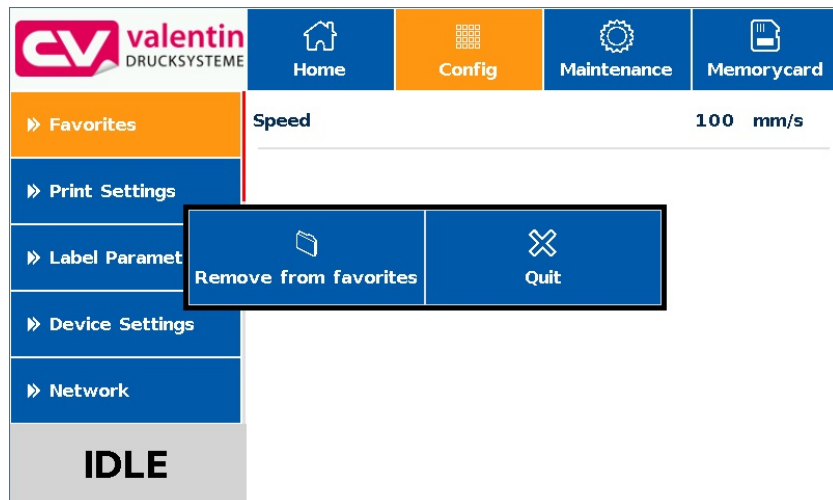 CV valentin
DRUCKSYSTEME
Home
Config
Maintenance
Memorycard
Favorites
Speed 100 mm/s
Print Settings
Label Paramet
Remove from favorites
Quit
Device Settings
Network
IDLE